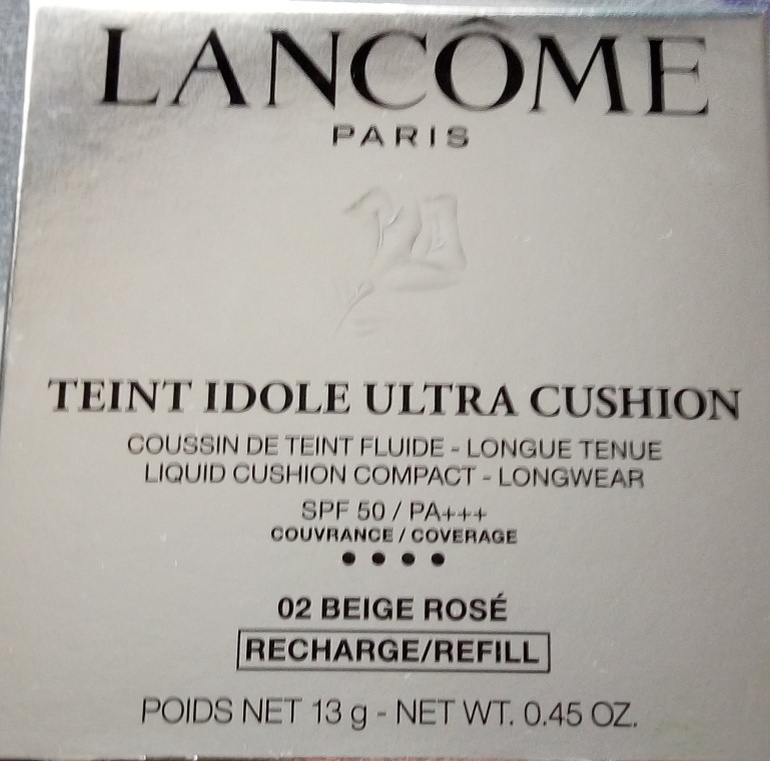 LANCÔME
PARIS
TEINT IDOLE ULTRA CUSHION
COUSSIN DE TEINT FLUIDE - LONGUE TENUE
LIQUID CUSHION COMPACT - LONGWEAR
SPF 50 / PA+++
COUVRANCE / COVERAGE
● ● ● ●
02 BEIGE ROSÉ
RECHARGE/REFILL
POIDS NET 13 g - NET WT. 0.45 OZ.